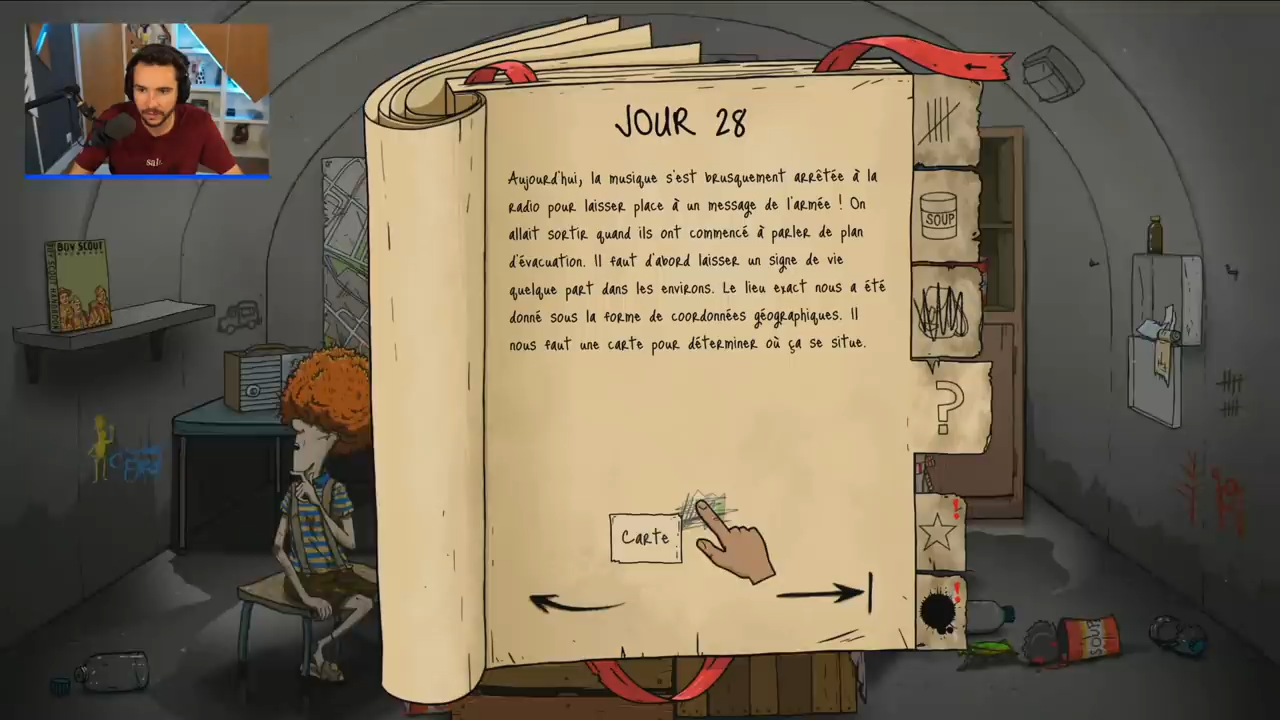 JOUR 28
Aujourd'hui, la musique s'est brusquement arrêtée à la
radio pour laisser place à un message de l'armée ! On
allait sortir quand ils ont commencé à parler de plan
d'évacuation. Il faut d'abord laisser un signe de vie
quelque part dans les environs. Le lieu exact nous a été
donné sous la forme de coordonnées géographiques. Il
nous faut une carte pour déterminer où ça se situe.
Carte
SOUP
?
BUY SCOUT
SOUP